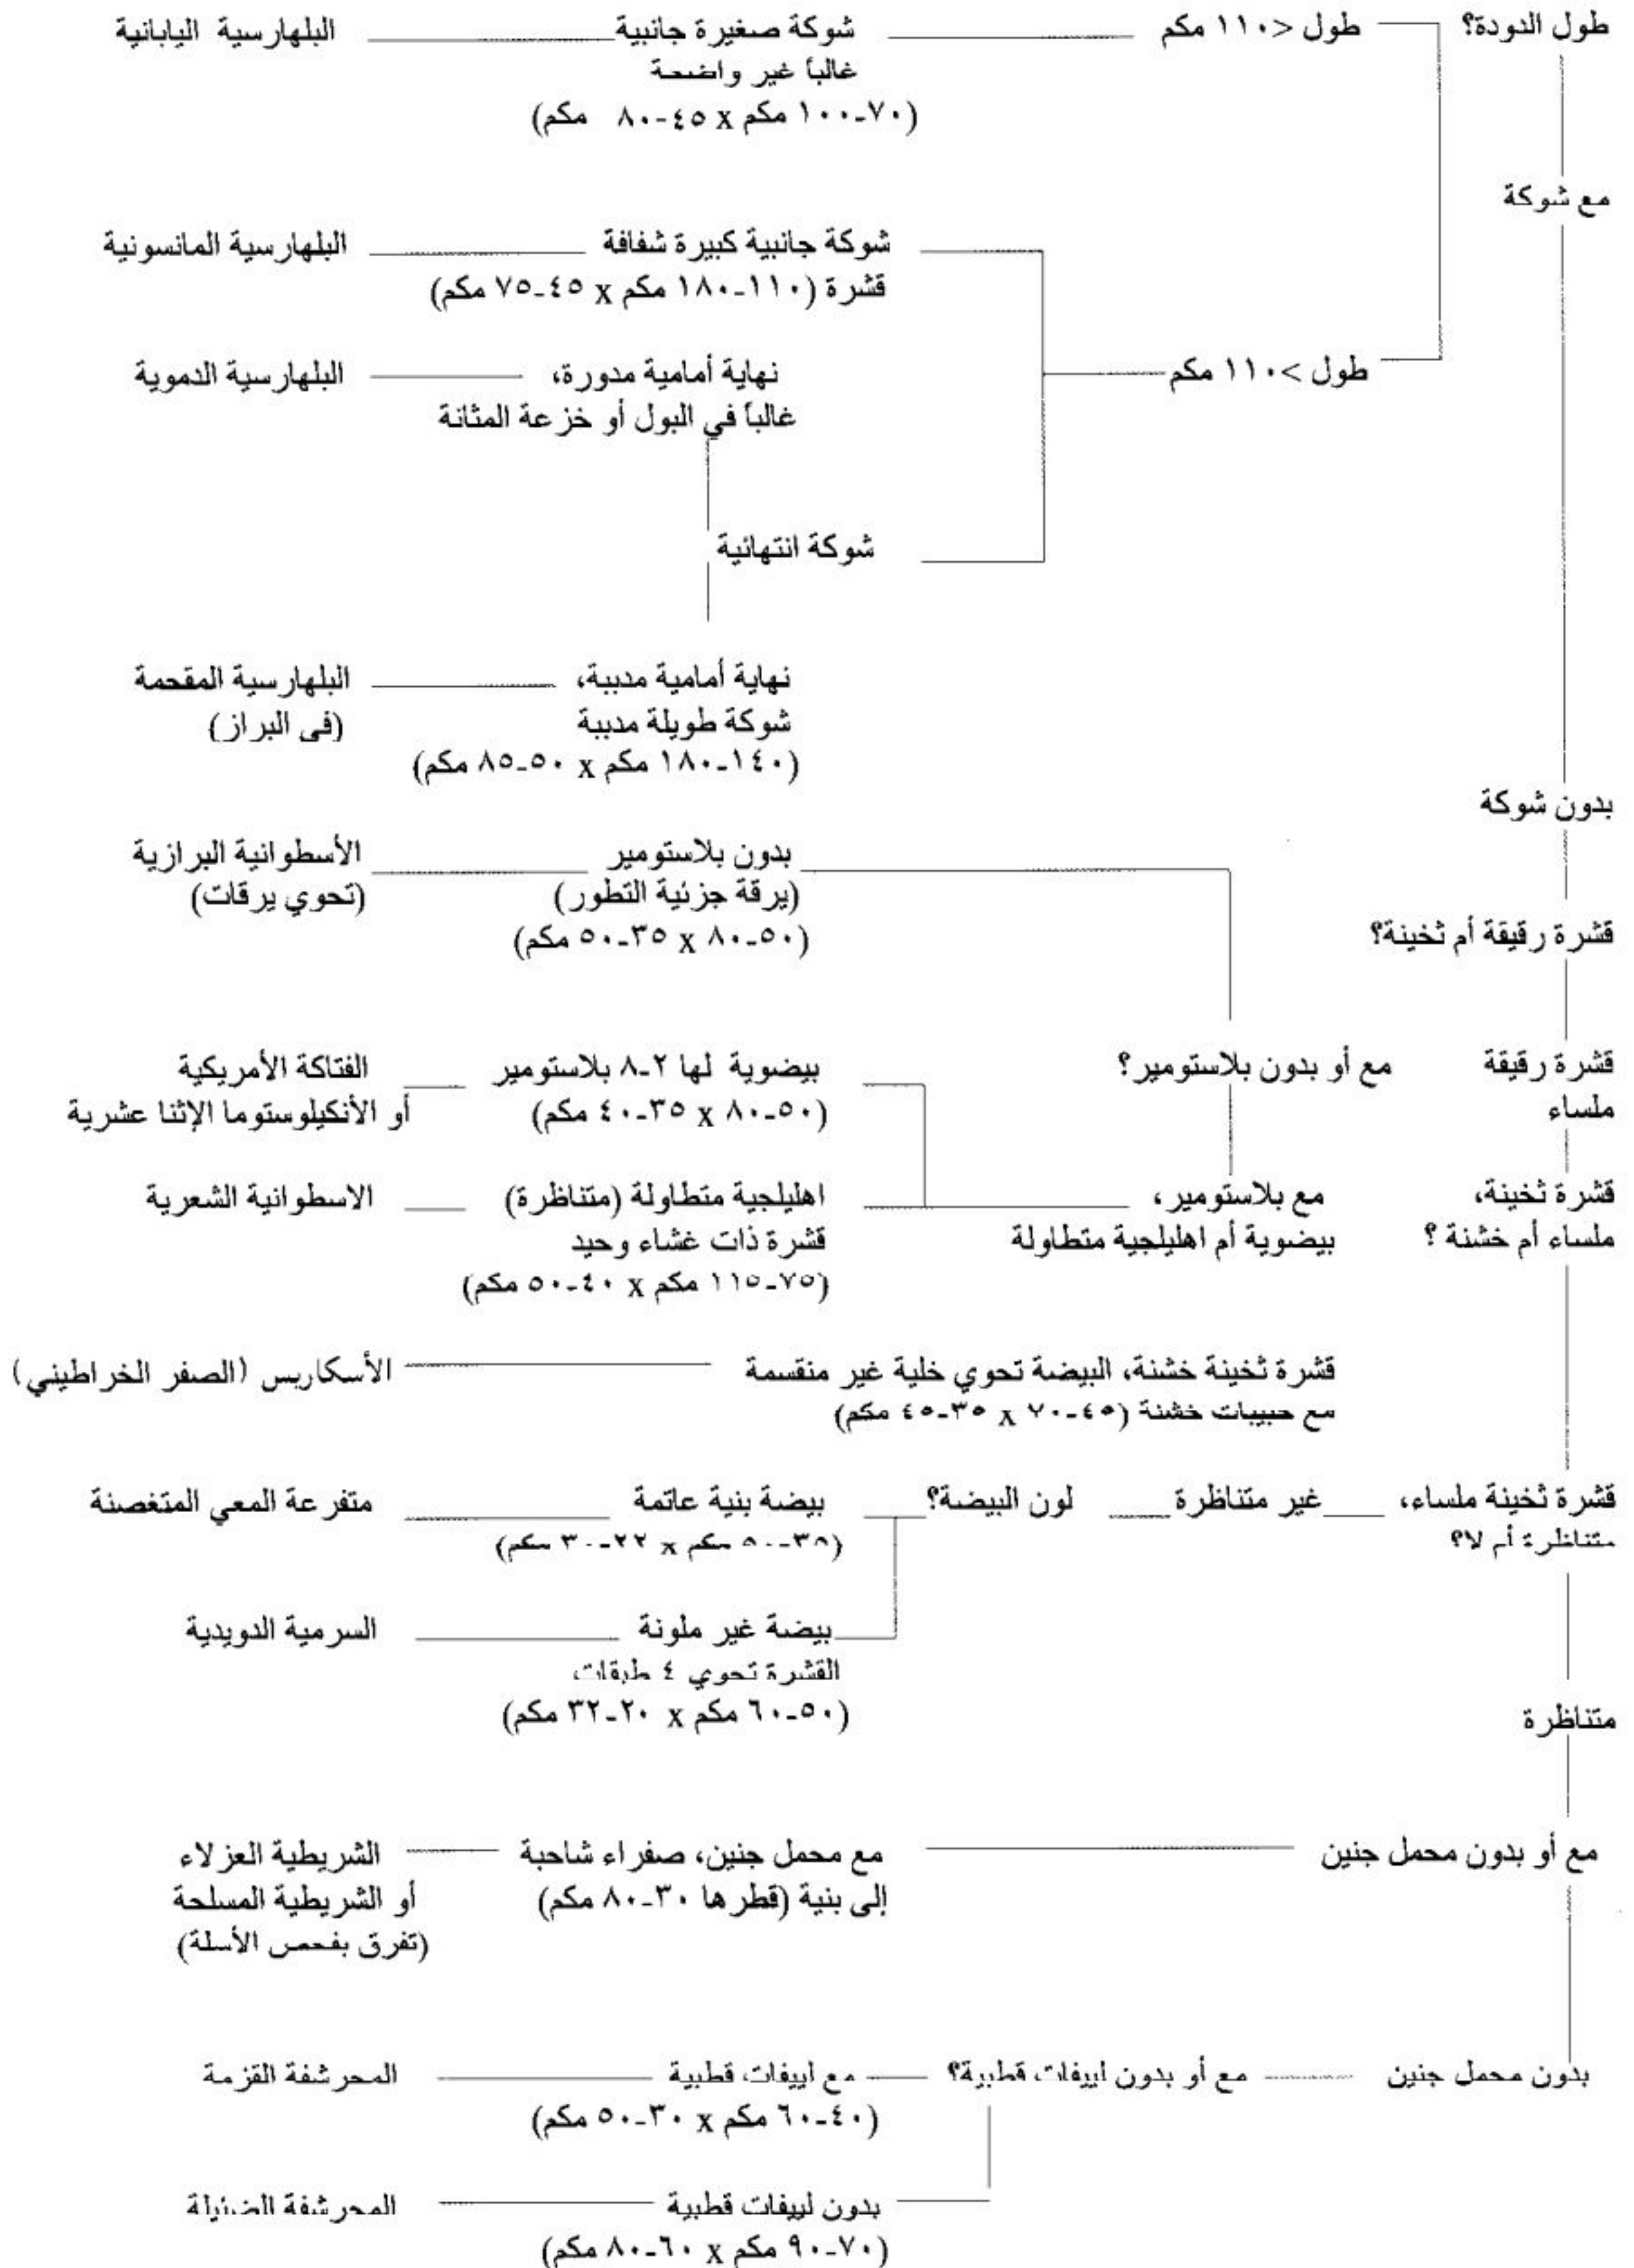 طول الدودة؟ طول <١١٠ مكم شوكة صغيرة جانبية البلهارسية اليابانية
غالباً غير واضحة
(٧٠-١٠٠ مكم x ٤٥-٨٠ مكم)
مع شوكة
شوكة جانبية كبيرة شفافة البلهارسية المانسونية
قشرة (١١٠-١٨٠ مكم x ٤٥-٧٥ مكم)
طول >١١٠ مكم نهاية أمامية مدورة، البلهارسية الدموية
غالباً في البول أو خزعة المثانة
شوكة انتهائية
نهاية أمامية مدببة، البلهارسية المقحمة
شوكة طويلة مدببة (في البراز)
(١٤٠-١٨٠ مكم x ٥٠-٨٥ مكم)
بدون شوكة
بدون بلاستومير الأسطوانية البرازية
(يرقة جزئية التطور) (تحوي يرقات)
قشرة رقيقة أم ثخينة؟ (٥٠-٨٠ x ٣٥-٥٠ مكم)
قشرة رقيقة مع أو بدون بلاستومير؟ بيضوية لها ٢-٨ بلاستومير الفتاكة الأمريكية
ملساء (٥٠-٨٠ x ٣٥-٤٠ مكم) أو الأنكيلوستوما الإثنا عشرية
قشرة ثخينة، مع بلاستومير، اهليلجية متطاولة (متناظرة) الاسطوانية الشعرية
ملساء أم خشنة ؟ بيضوية أم اهليلجية متطاولة قشرة ذات غشاء وحيد
(٧٥-١١٥ مكم x ٤٠-٥٠ مكم)
قشرة ثخينة خشنة، البيضة تحوي خلية غير منقسمة الأسكاريس (الصفر الخراطيني)
مع حبيبات خشنة (٤٥-٧٠ x ٣٥-٤٥ مكم)
قشرة ثخينة ملساء، غير متناظرة لون البيضة؟ بيضة بنية عاتمة متفرعة المعي المتغصنة
متناظرة أم لا؟ (٣٨-٥٠ مكم x ٢٢-٣٠ مكم)
بيضة غير ملونة السرمية الدويدية
القشرة تحوي ٤ طبقات
(٥٠-٦٠ مكم x ٢٠-٣٢ مكم)
متناظرة
مع أو بدون محمل جنين مع محمل جنين، صفراء شاحبة الشريطية العزلاء
إلى بنية (قطرها ٣٠-٨٠ مكم) أو الشريطية المسلحة
(تفرق بفحص الأسلة)
بدون محمل جنين مع أو بدون لييفات قطبية؟ مع لييفات قطبية المحرشفة القزمة
(٤٠-٦٠ مكم x ٣٠-٥٠ مكم)
بدون لييفات قطبية المحرشفة الضئيلة
(٧٠-٩٠ مكم x ٦٠-٨٠ مكم)